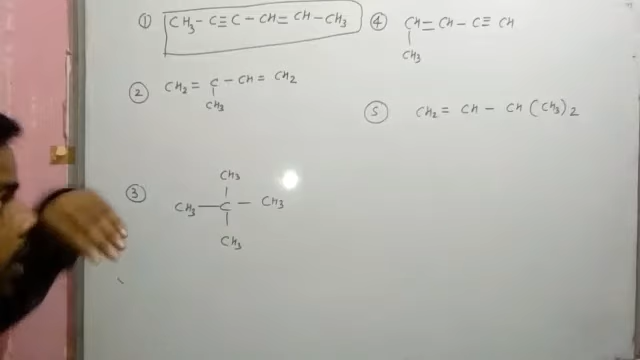 ① CH₃ - C ≡ C - CH = CH - CH₃
② CH₂ = C - CH = CH₂
|
CH₃
③ CH₃
|
CH₃ — C — CH₃
|
CH₃
④ CH = CH - C ≡ CH
|
CH₃
⑤ CH₂ = CH - CH (CH₃)₂